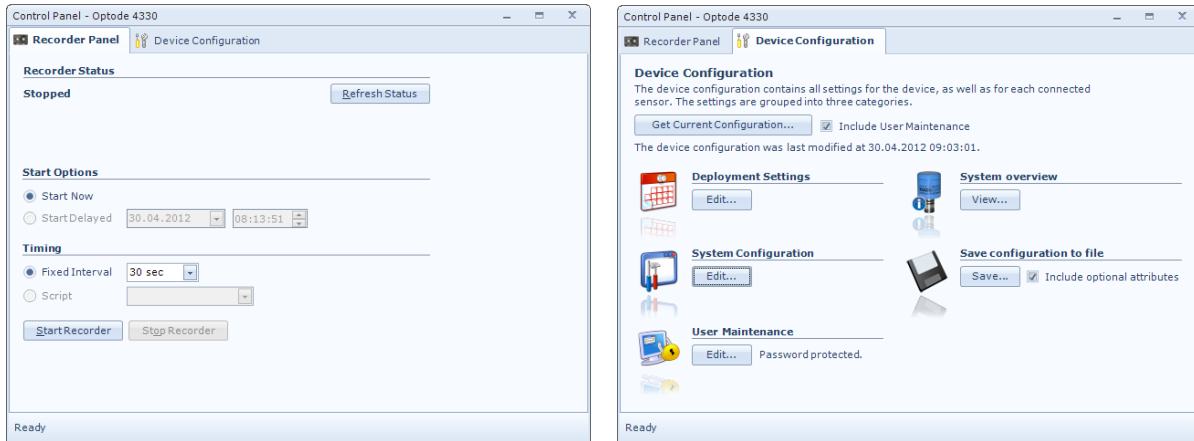 Control Panel - Optode 4330
Recorder Panel
Device Configuration
Recorder Status
Stopped
Refresh Status
Start Options
Start Now
Start Delayed
30.04.2012
08:13:51
Timing
Fixed Interval
30 sec
Script
Start Recorder
Stop Recorder
Ready
Control Panel - Optode 4330
Recorder Panel
Device Configuration
Device Configuration
The device configuration contains all settings for the device, as well as for each connected
sensor. The settings are grouped into three categories.
Get Current Configuration...
Include User Maintenance
The device configuration was last modified at 30.04.2012 09:03:01.
Deployment Settings
Edit...
System overview
View...
System Configuration
Edit...
Save configuration to file
Save...
Include optional attributes
User Maintenance
Edit...
Password protected.
Ready